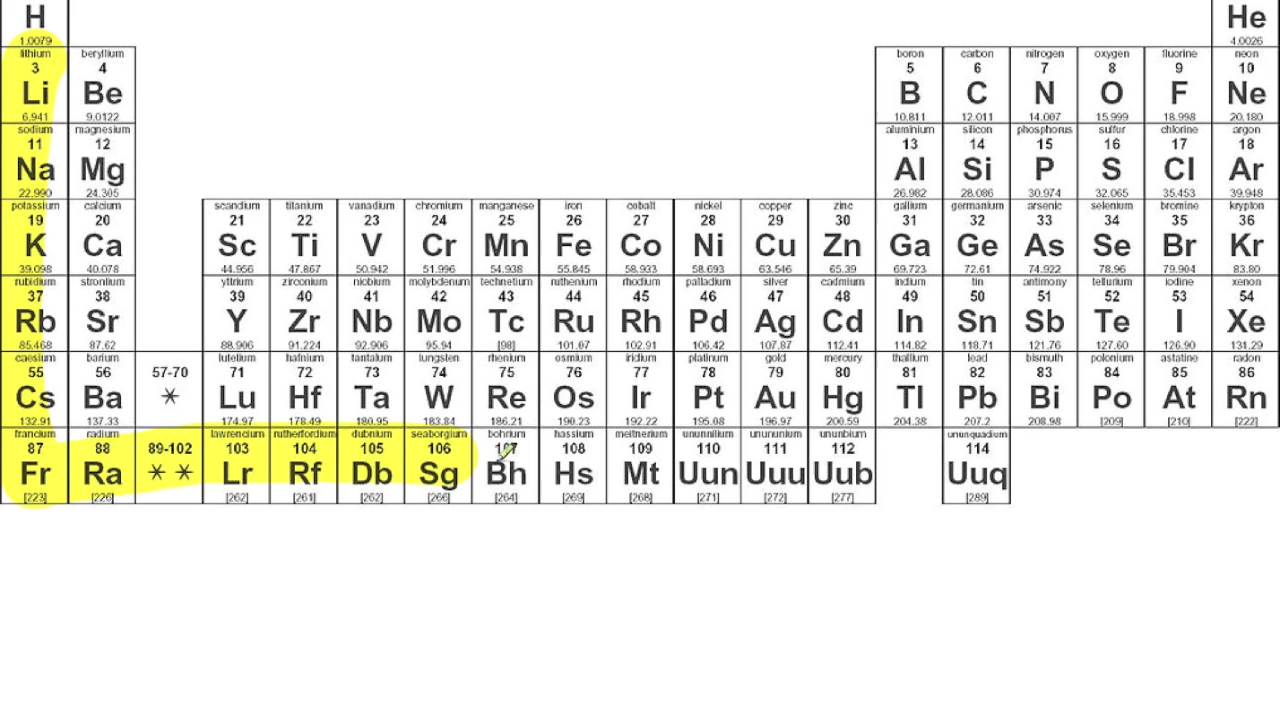 H He
1.0079 4.0026
lithium beryllium boron carbon nitrogen oxygen fluorine neon
3 4 5 6 7 8 9 10
Li Be B C N O F Ne
6.941 9.0122 10.811 12.011 14.007 15.999 18.998 20.180
sodium magnesium aluminium silicon phosphorus sulfur chlorine argon
11 12 13 14 15 16 17 18
Na Mg Al Si P S Cl Ar
22.990 24.305 26.982 28.086 30.974 32.065 35.453 39.948
potassium calcium scandium titanium vanadium chromium manganese iron cobalt nickel copper zinc gallium germanium arsenic selenium bromine krypton
19 20 21 22 23 24 25 26 27 28 29 30 31 32 33 34 35 36
K Ca Sc Ti V Cr Mn Fe Co Ni Cu Zn Ga Ge As Se Br Kr
39.098 40.078 44.956 47.867 50.942 51.996 54.938 55.845 58.933 58.693 63.546 65.39 69.723 72.61 74.922 78.96 79.904 83.80
rubidium strontium yttrium zirconium niobium molybdenum technetium ruthenium rhodium palladium silver cadmium indium tin antimony tellurium iodine xenon
37 38 39 40 41 42 43 44 45 46 47 48 49 50 51 52 53 54
Rb Sr Y Zr Nb Mo Tc Ru Rh Pd Ag Cd In Sn Sb Te I Xe
85.468 87.62 88.906 91.224 92.906 95.94 [98] 101.07 102.91 106.42 107.87 112.41 114.82 118.71 121.76 127.60 126.90 131.29
caesium barium lutetium hafnium tantalum tungsten rhenium osmium iridium platinum gold mercury thallium lead bismuth polonium astatine radon
55 56 57-70 71 72 73 74 75 76 77 78 79 80 81 82 83 84 85 86
Cs Ba * Lu Hf Ta W Re Os Ir Pt Au Hg Tl Pb Bi Po At Rn
132.91 137.33 174.97 178.49 180.95 183.84 186.21 190.23 192.22 195.08 196.97 200.59 204.38 207.2 208.98 [209] [210] [222]
francium radium lawrencium rutherfordium dubnium seaborgium bohrium hassium meitnerium ununnilium unununium ununbium ununquadium
87 88 89-102 103 104 105 106 107 108 109 110 111 112 114
Fr Ra * * Lr Rf Db Sg Bh Hs Mt Uun Uuu Uub Uuq
[223] [226] [262] [261] [262] [266] [264] [269] [268] [271] [272] [277] [289]